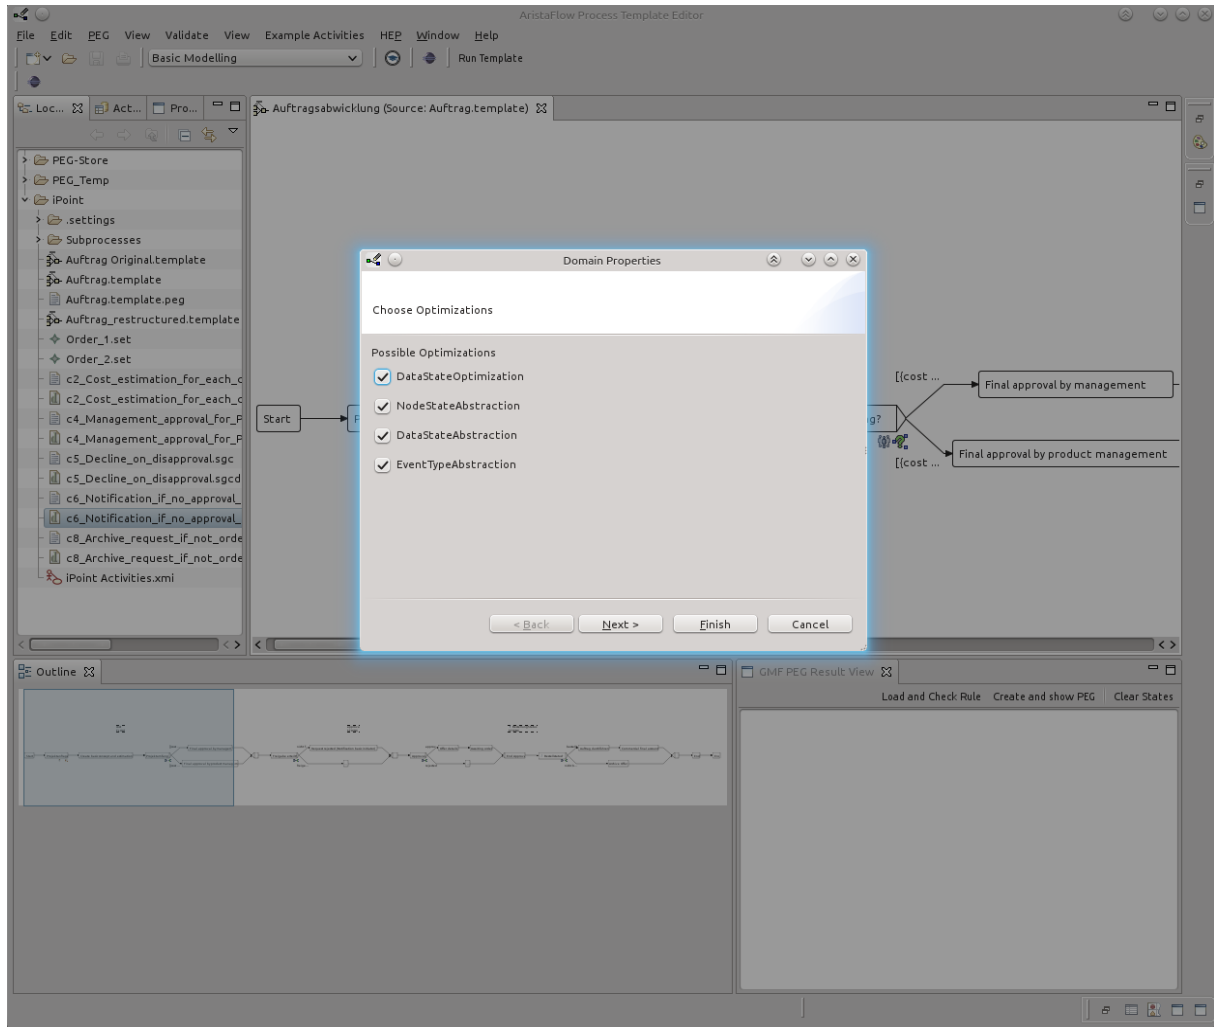 AristaFlow Process Template Editor
File Edit PEG View Validate View Example Activities HEP Window Help
Basic Modelling
Run Template
Loc... Act... Pro...
Auftragsabwicklung (Source: Auftrag.template)
PEG-Store
PEG_Temp
iPoint
.settings
Subprocesses
Auftrag Original.template
Auftrag.template
Auftrag.template.peg
Auftrag_restructured.template
Order_1.set
Order_2.set
c2_Cost_estimation_for_each_c
c2_Cost_estimation_for_each_c
c4_Management_approval_for_P
c4_Management_approval_for_P
c5_Decline_on_disapproval.sgc
c5_Decline_on_disapproval.sgcd
c6_Notification_if_no_approval_
c6_Notification_if_no_approval_
c8_Archive_request_if_not_orde
c8_Archive_request_if_not_orde
iPoint Activities.xmi
Start
g?
[(cost ...
Final approval by management
[(cost ...
Final approval by product management
Domain Properties
Choose Optimizations
Possible Optimizations
DataStateOptimization
NodeStateAbstraction
DataStateAbstraction
EventTypeAbstraction
< Back Next > Finish Cancel
Outline
GMF PEG Result View
Load and Check Rule Create and show PEG Clear States